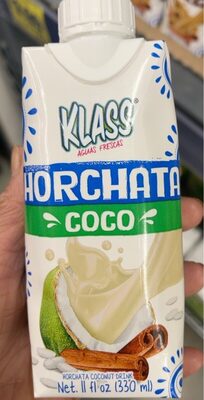 KLASS®
AGUAS FRESCAS
HORCHATA
COCO
HORCHATA COCONUT DRINK
Net. 11 fl oz (330 ml)